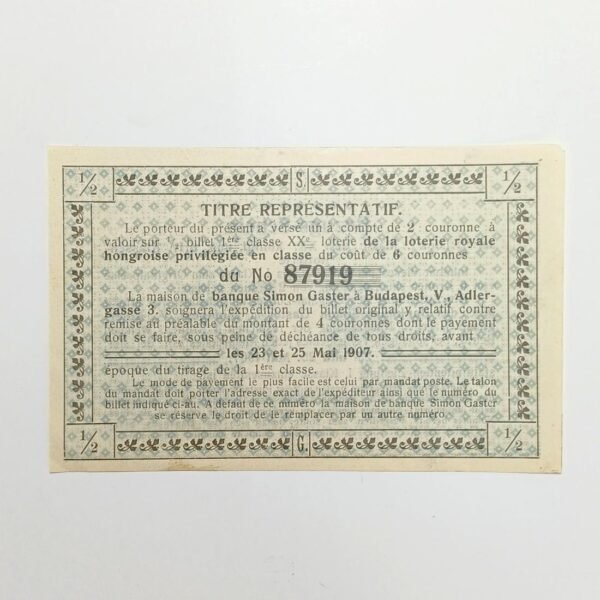 1/2 S. 1/2
TITRE REPRÉSENTATIF.
Le porteur du présent a versé un à compte de 2 couronne à
valoir sur 1/2 billet 1ère classe XXe loterie de la loterie royale
hongroise privilégiée en classe du coût de 6 couronnes
du No 87919
La maison de banque Simon Gaster à Budapest, V., Adler-
gasse 3. soignera l'expédition du billet original y relatif contre
remise au préalable du montant de 4 couronnes dont le payement
doit se faire, sous peine de déchéance de tous droits, avant
les 23 et 25 Mai 1907.
époque du tirage de la 1ère classe.
Le mode de payement le plus facile est celui par mandat poste. Le talon
du mandat doit porter l'adresse exact de l'expéditeur ainsi que le numéro du
billet indiqué ci-au. A défaut de ce numéro la maison de banque Simon Gaster
se réserve le droit de le remplacer par un autre numéro.
1/2 G. 1/2